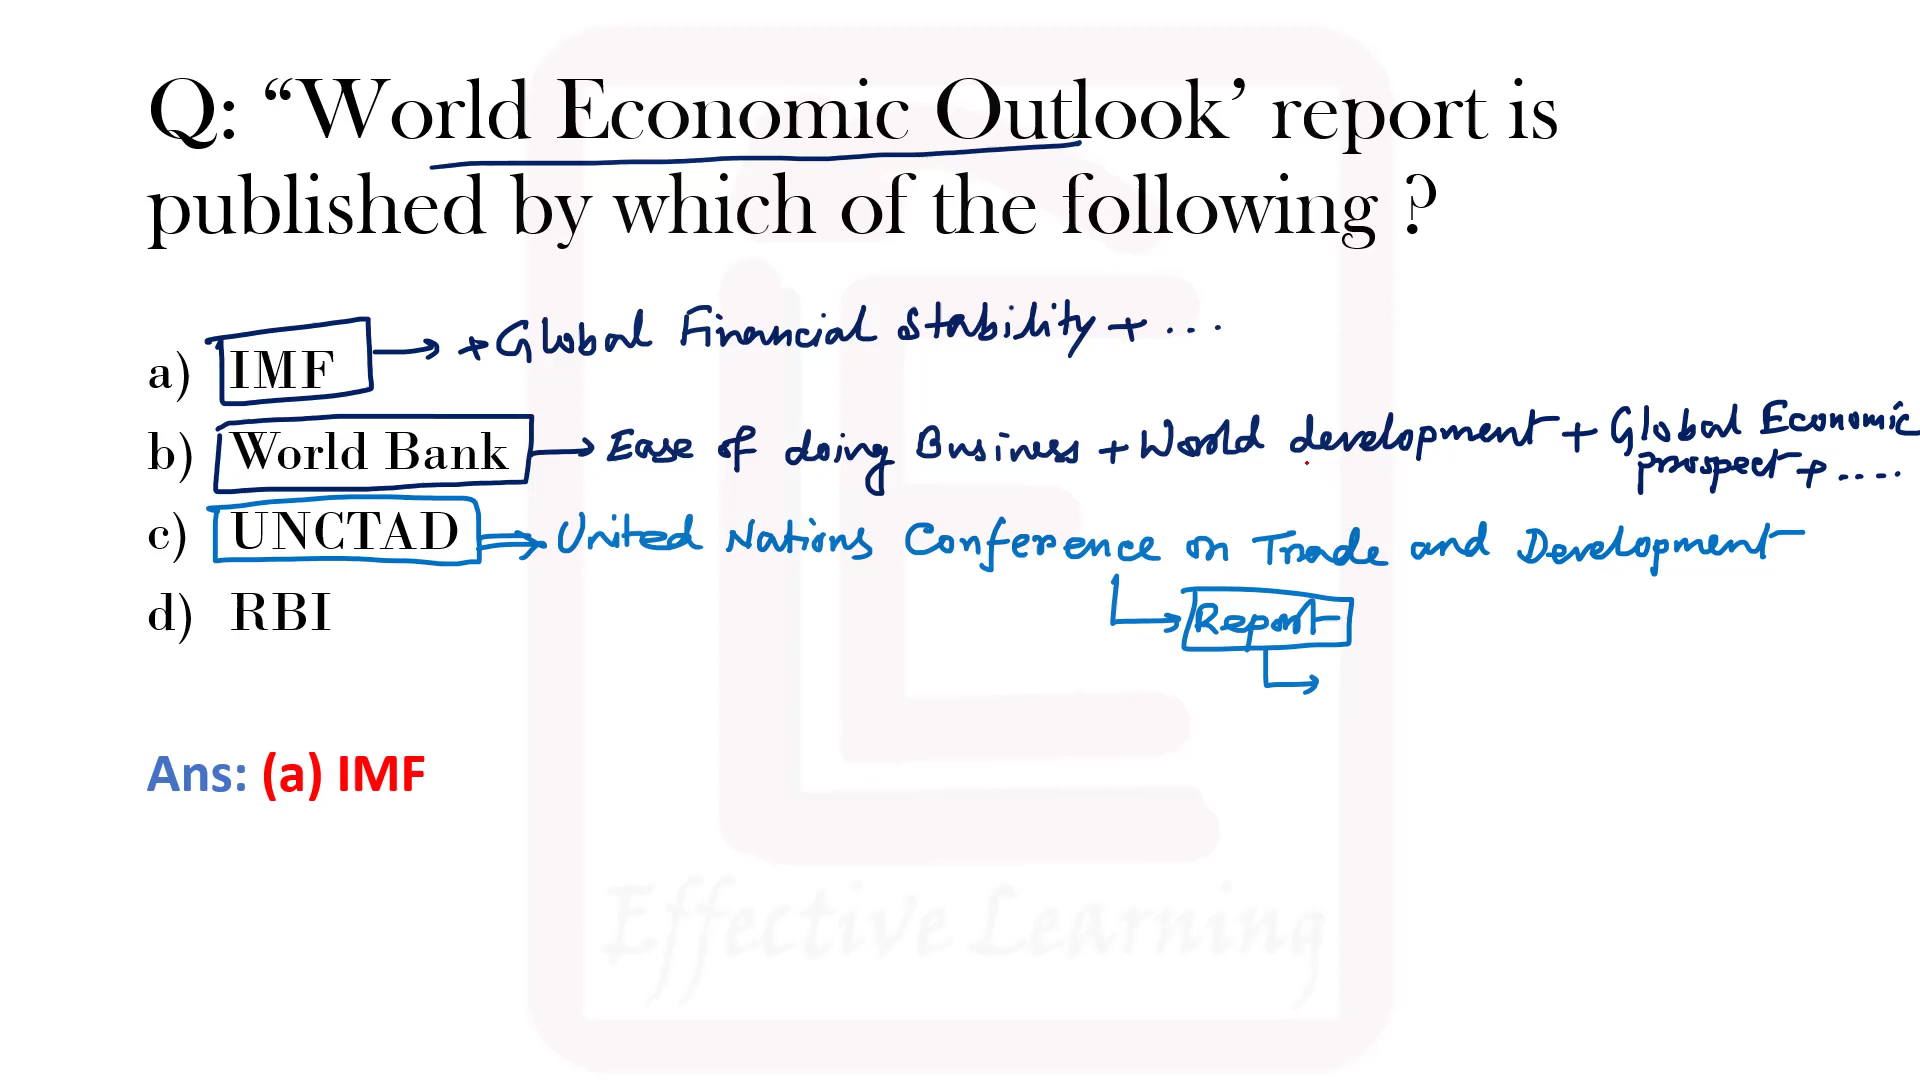 Q: “World Economic Outlook’ report is
published by which of the following ?
a) IMF → + Global Financial Stability + ...
b) World Bank → Ease of doing Business + World development + Global Economic
prospect + ....
c) UNCTAD ⇒ United Nations Conference on Trade and Development
d) RBI
Report
Ans: (a) IMF
Effective Learning